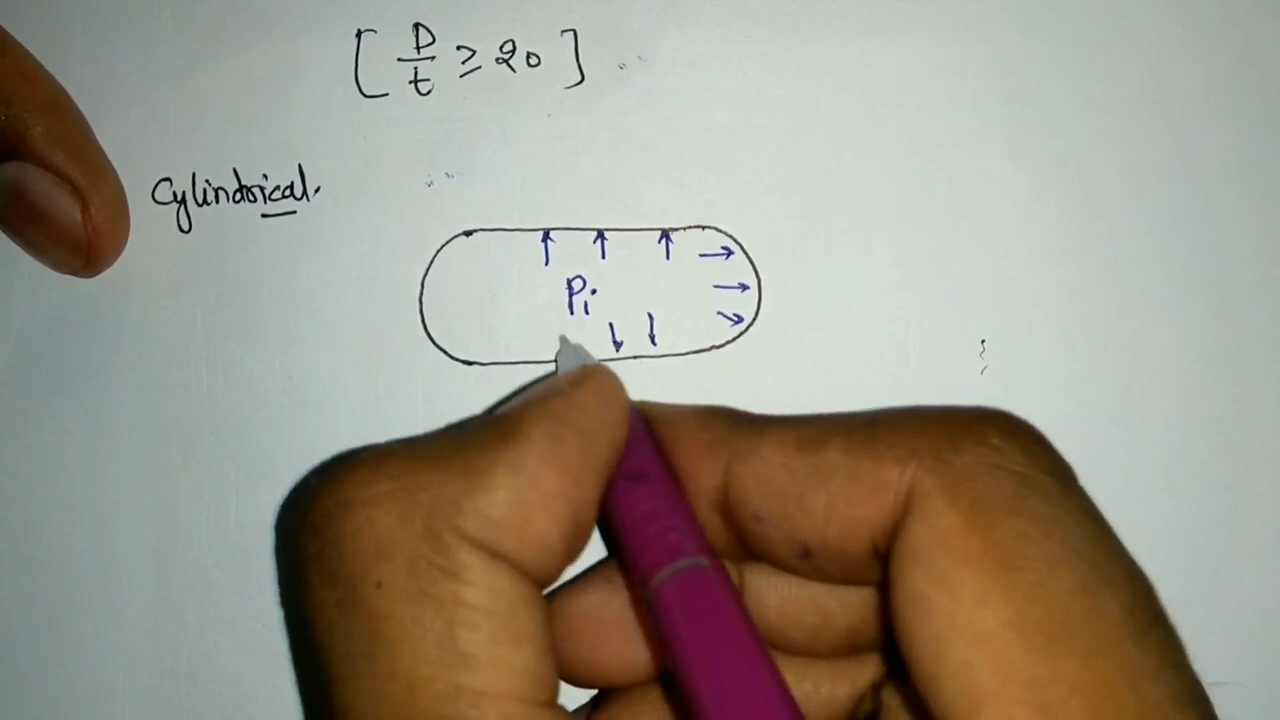 [ D/t ≥ 20 ]
Cylindrical.
Pi